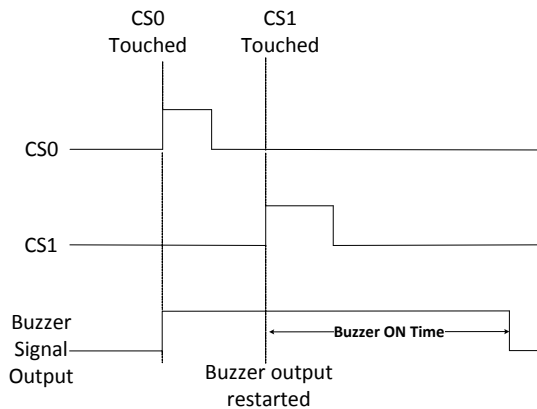 CS0
Touched
CS1
Touched
CS0
CS1
Buzzer
Signal
Output
Buzzer ON Time
Buzzer output
restarted